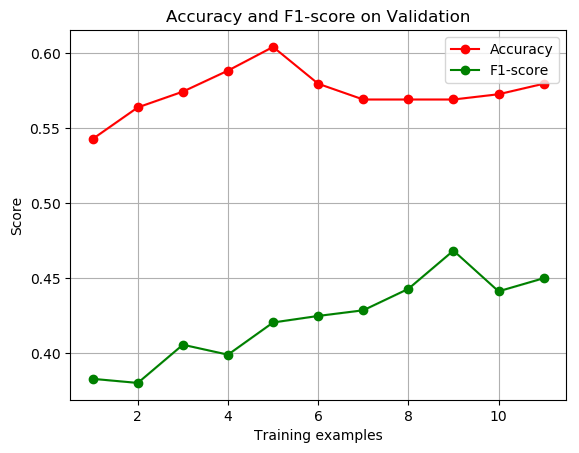 Accuracy and F1-score on Validation
Accuracy
F1-score
0.60
0.55
0.50
0.45
0.40
Score
2 4 6 8 10
Training examples